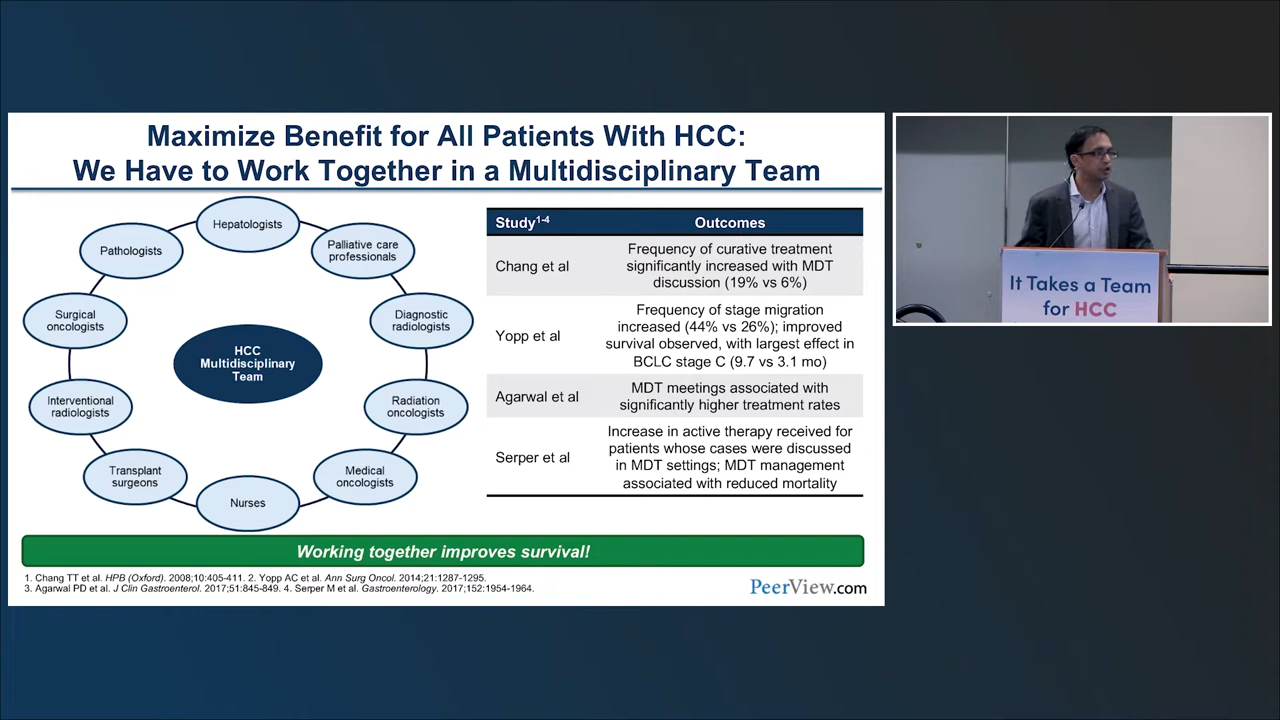 Maximize Benefit for All Patients With HCC:
We Have to Work Together in a Multidisciplinary Team
Hepatologists
Palliative care
professionals
Diagnostic
radiologists
Radiation
oncologists
Medical
oncologists
Nurses
Transplant
surgeons
Interventional
radiologists
Surgical
oncologists
Pathologists
HCC
Multidisciplinary
Team
Study1-4 Outcomes
Chang et al
Frequency of curative treatment
significantly increased with MDT
discussion (19% vs 6%)
Yopp et al
Frequency of stage migration
increased (44% vs 26%); improved
survival observed, with largest effect in
BCLC stage C (9.7 vs 3.1 mo)
Agarwal et al
MDT meetings associated with
significantly higher treatment rates
Serper et al
Increase in active therapy received for
patients whose cases were discussed
in MDT settings; MDT management
associated with reduced mortality
Working together improves survival!
1. Chang TT et al. HPB (Oxford). 2008;10:405-411. 2. Yopp AC et al. Ann Surg Oncol. 2014;21:1287-1295.
3. Agarwal PD et al. J Clin Gastroenterol. 2017;51:845-849. 4. Serper M et al. Gastroenterology. 2017;152:1954-1964.
PeerView.com
It Takes a Team
for HCC